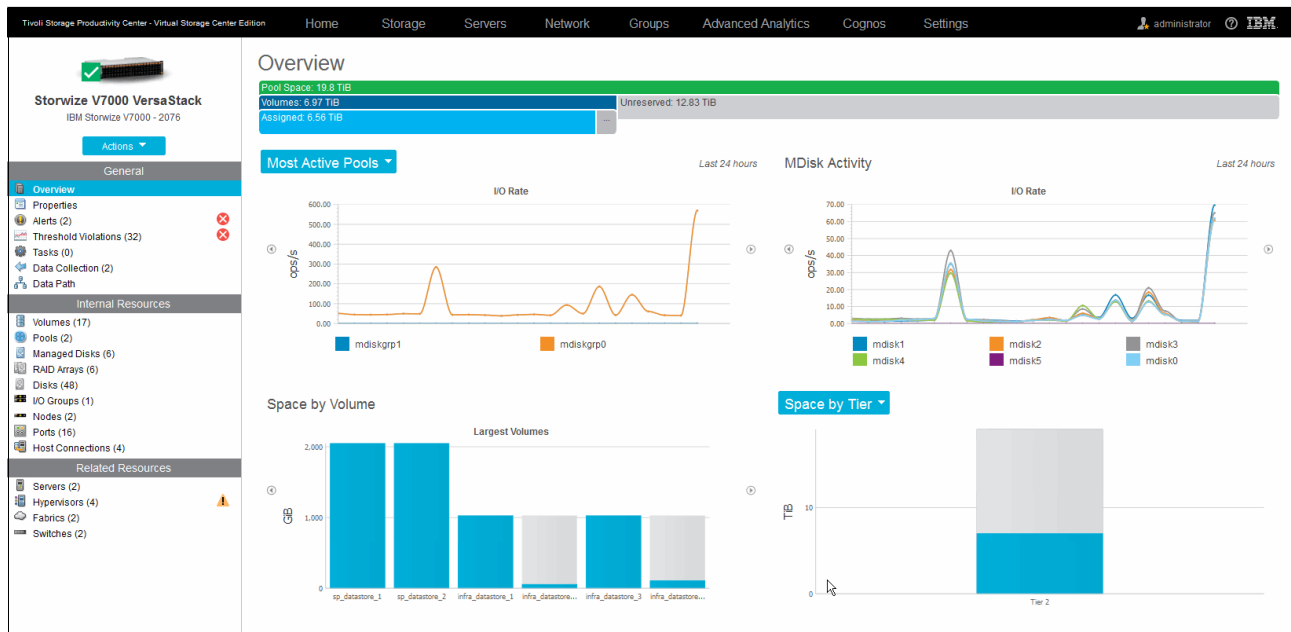 Tivoli Storage Productivity Center - Virtual Storage Center Edition
Home Storage Servers Network Groups Advanced Analytics Cognos Settings
administrator ? IBM.
Storwize V7000 VersaStack
IBM Storwize V7000 - 2076
Actions
General
Overview
Properties
Alerts (2)
Threshold Violations (32)
Tasks (0)
Data Collection (2)
Data Path
Internal Resources
Volumes (17)
Pools (2)
Managed Disks (6)
RAID Arrays (6)
Disks (48)
I/O Groups (1)
Nodes (2)
Ports (16)
Host Connections (4)
Related Resources
Servers (2)
Hypervisors (4)
Fabrics (2)
Switches (2)
Overview
Pool Space: 19.8 TiB
Volumes: 6.97 TiB
Unreserved: 12.83 TiB
Assigned: 6.56 TiB
...
Most Active Pools
Last 24 hours
I/O Rate
600.00
500.00
400.00
300.00
200.00
100.00
0.00
ops/s
mdiskgrp1 mdiskgrp0
MDisk Activity
Last 24 hours
I/O Rate
70.00
60.00
50.00
40.00
30.00
20.00
10.00
0.00
ops/s
mdisk1 mdisk2 mdisk3
mdisk4 mdisk5 mdisk0
Space by Volume
Largest Volumes
2,000
1,000
0
GiB
sp_datastore_1 sp_datastore_2 infra_datastore_1 infra_datastore... infra_datastore_3 infra_datastore...
Space by Tier
10
0
TiB
Tier 2